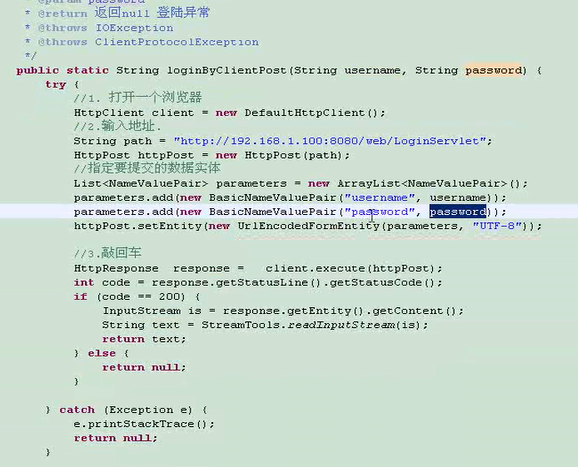 * @param password
* @return 返回null 登陆异常
* @throws IOException
* @throws ClientProtocolException
*/
public static String loginByClientPost(String username, String password) {
try {
//1. 打开一个浏览器
HttpClient client = new DefaultHttpClient();
//2.输入地址.
String path = "http://192.168.1.100:8080/web/LoginServlet";
HttpPost httpPost = new HttpPost(path);
//指定要提交的数据实体
List<NameValuePair> parameters = new ArrayList<NameValuePair>();
parameters.add(new BasicNameValuePair("username", username));
parameters.add(new BasicNameValuePair("password", password));
httpPost.setEntity(new UrlEncodedFormEntity(parameters, "UTF-8"));
//3.敲回车
HttpResponse response = client.execute(httpPost);
int code = response.getStatusLine().getStatusCode();
if (code == 200) {
InputStream is = response.getEntity().getContent();
String text = StreamTools.readInputStream(is);
return text;
} else {
return null;
}
} catch (Exception e) {
e.printStackTrace();
return null;
}